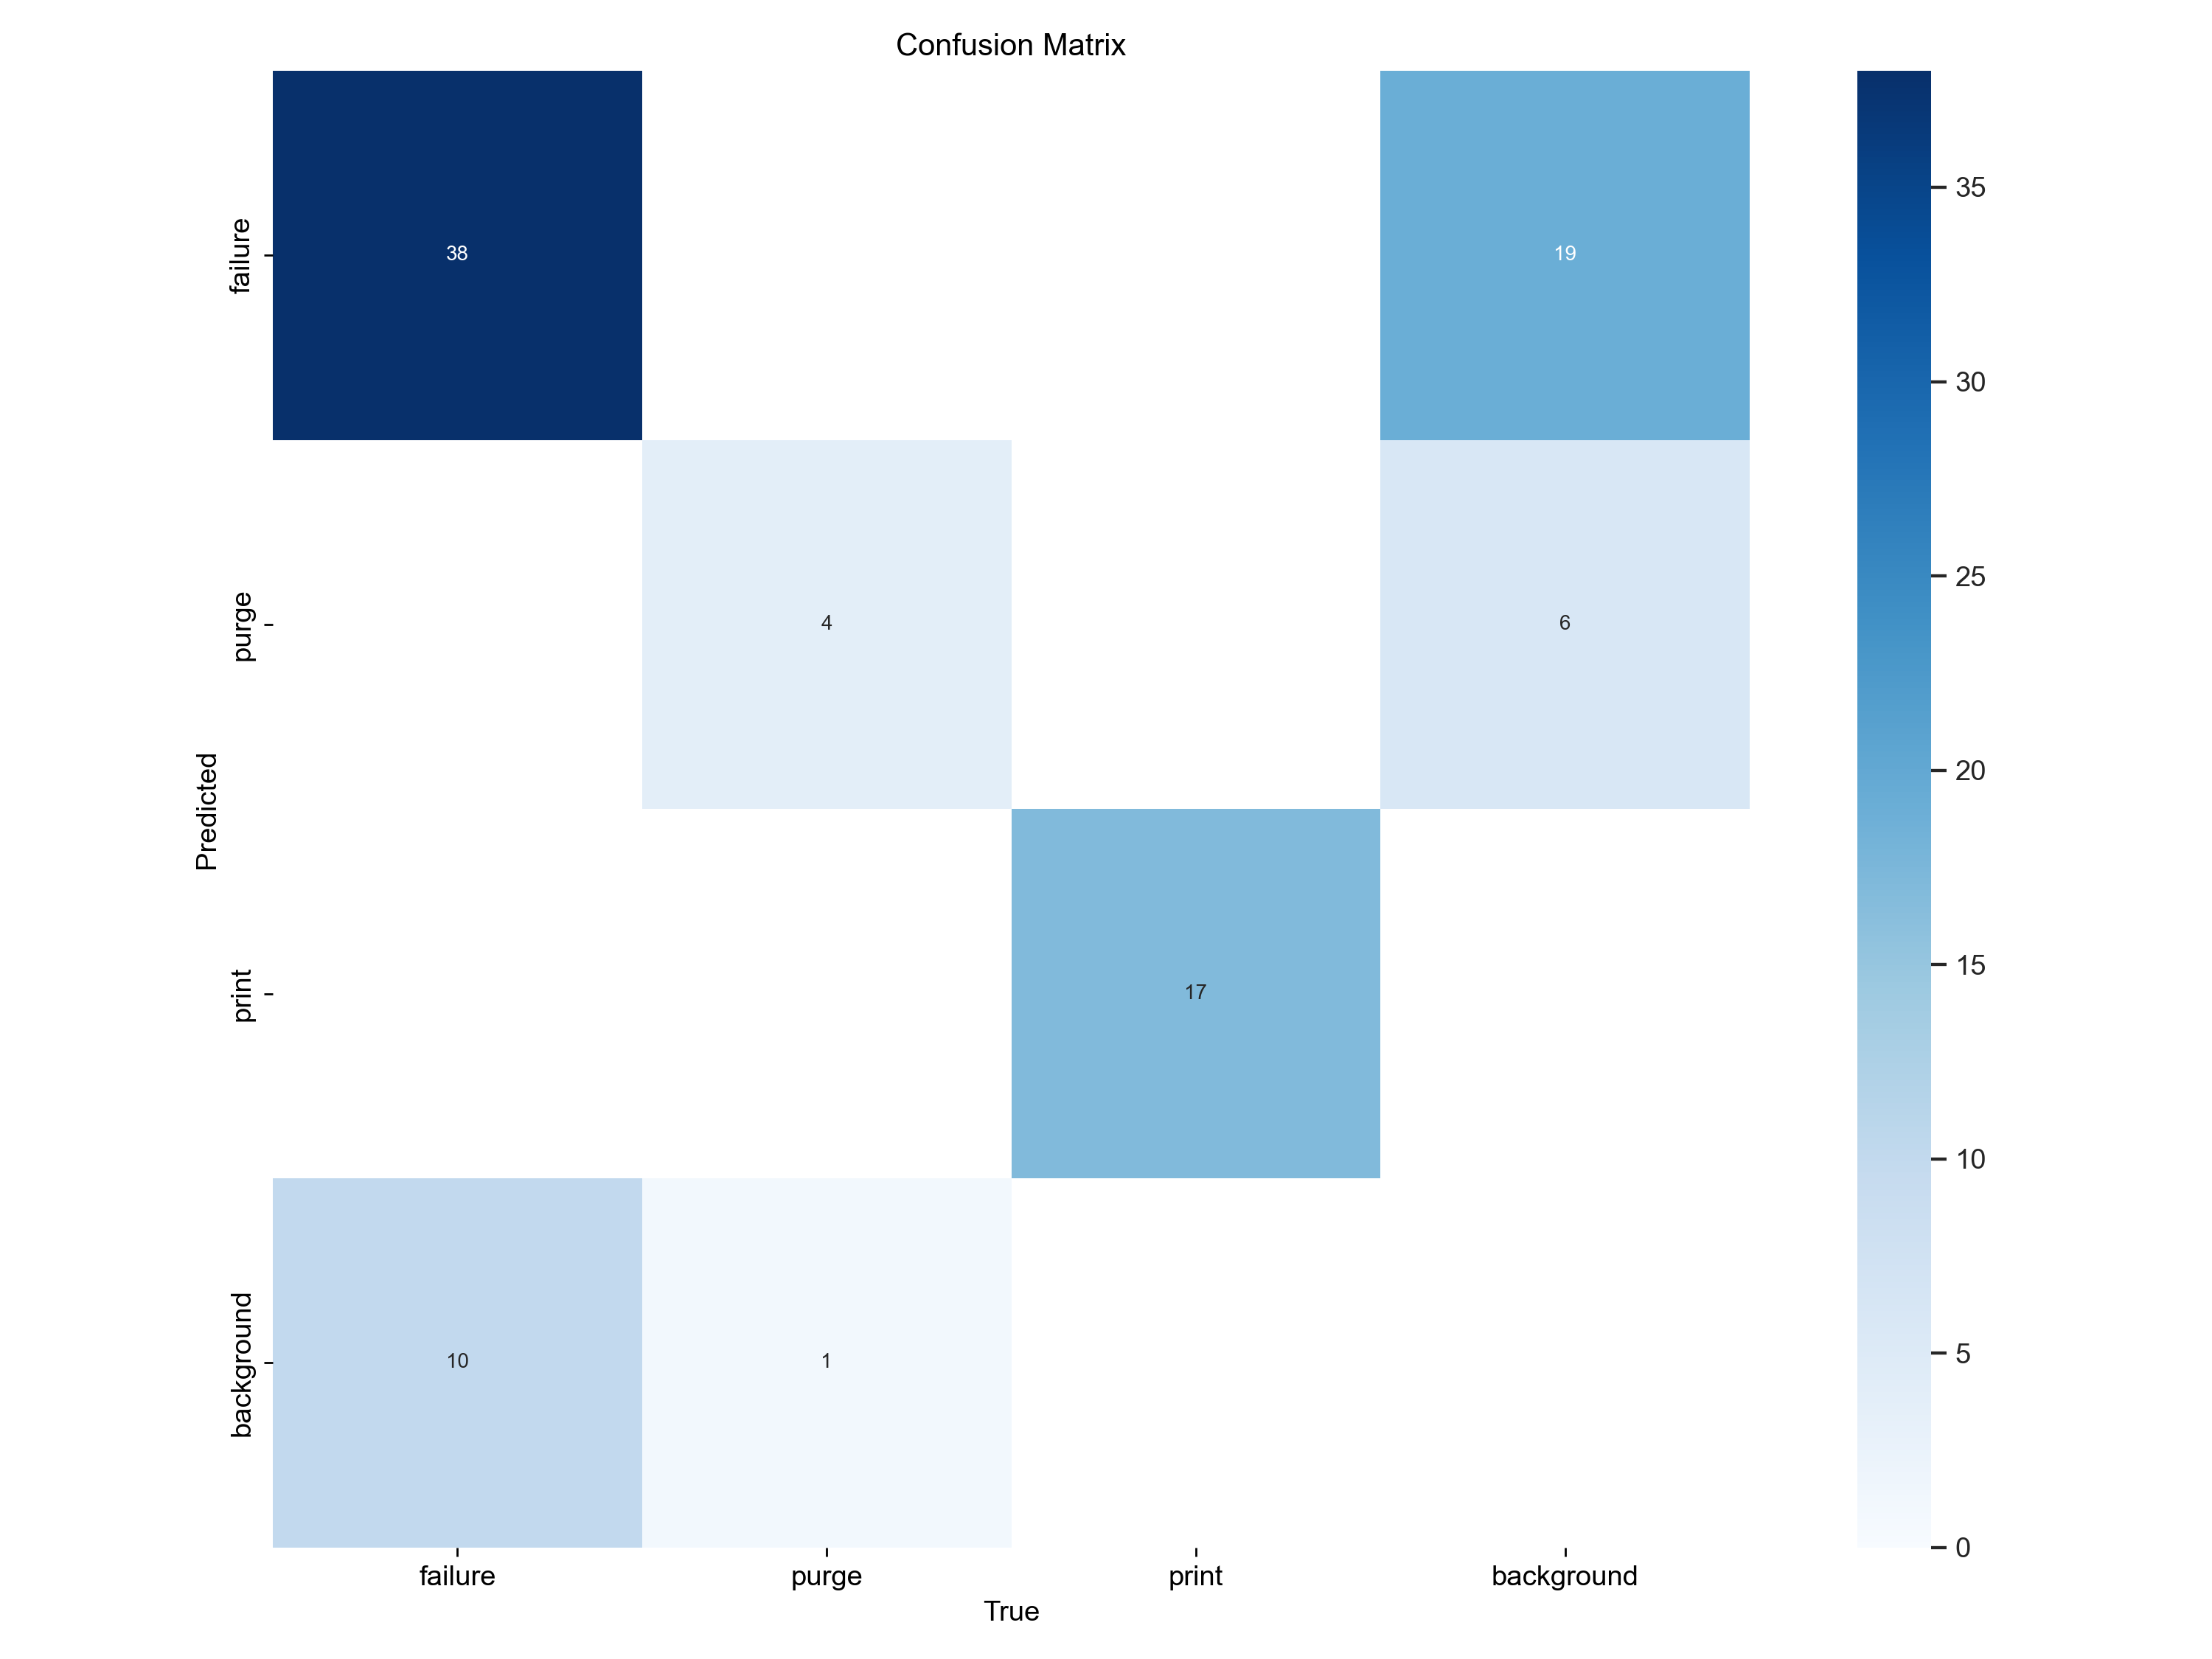 Confusion Matrix
failure
38
19
35
30
purge
4
6
25
Predicted
20
print
17
15
10
background
10
1
5
0
failure purge print background
True